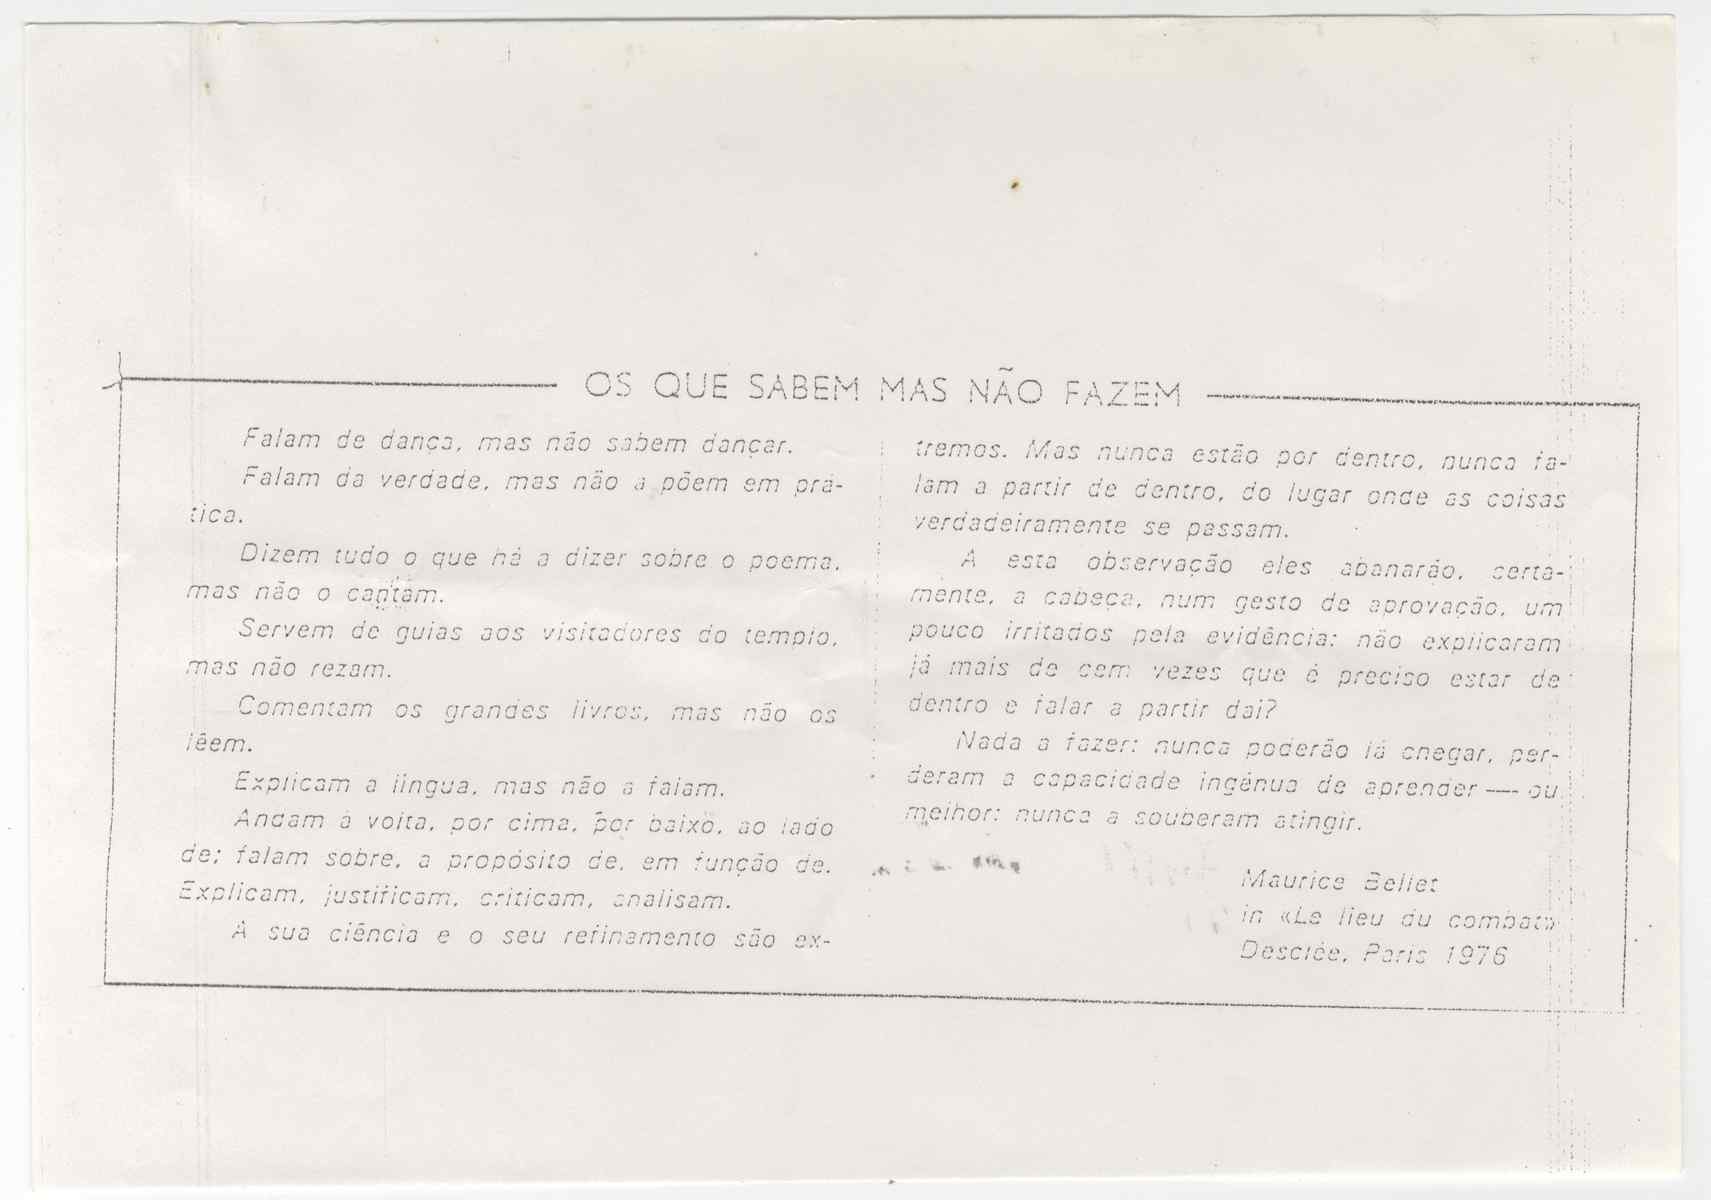 OS QUE SABEM MAS NÃO FAZEM
Falam de dança, mas não sabem dançar.
Falam da verdade, mas não a põem em prá-
tica.
Dizem tudo o que há a dizer sobre o poema,
mas não o cantam.
Servem de guias aos visitadores do templo,
mas não rezam.
Comentam os grandes livros, mas não os
lêem.
Explicam a língua, mas não a falam.
Andam à volta, por cima, por baixo, ao lado
de; falam sobre, a propósito de, em função de.
Explicam, justificam, criticam, analisam.
A sua ciência e o seu refinamento são ex-
tremos. Mas nunca estão por dentro, nunca fa-
lam a partir de dentro, do lugar onde as coisas
verdadeiramente se passam.
A esta observação eles abanarão, certa-
mente, a cabeça, num gesto de aprovação, um
pouco irritados pela evidência: não explicaram
já mais de cem vezes que é preciso estar de
dentro e falar a partir daí?
Nada a fazer: nunca poderão lá chegar, per-
deram a capacidade ingénua de aprender — ou
melhor: nunca a souberam atingir.
Maurice Bellet
in «Le lieu du combat»
Desclée, Paris 1976